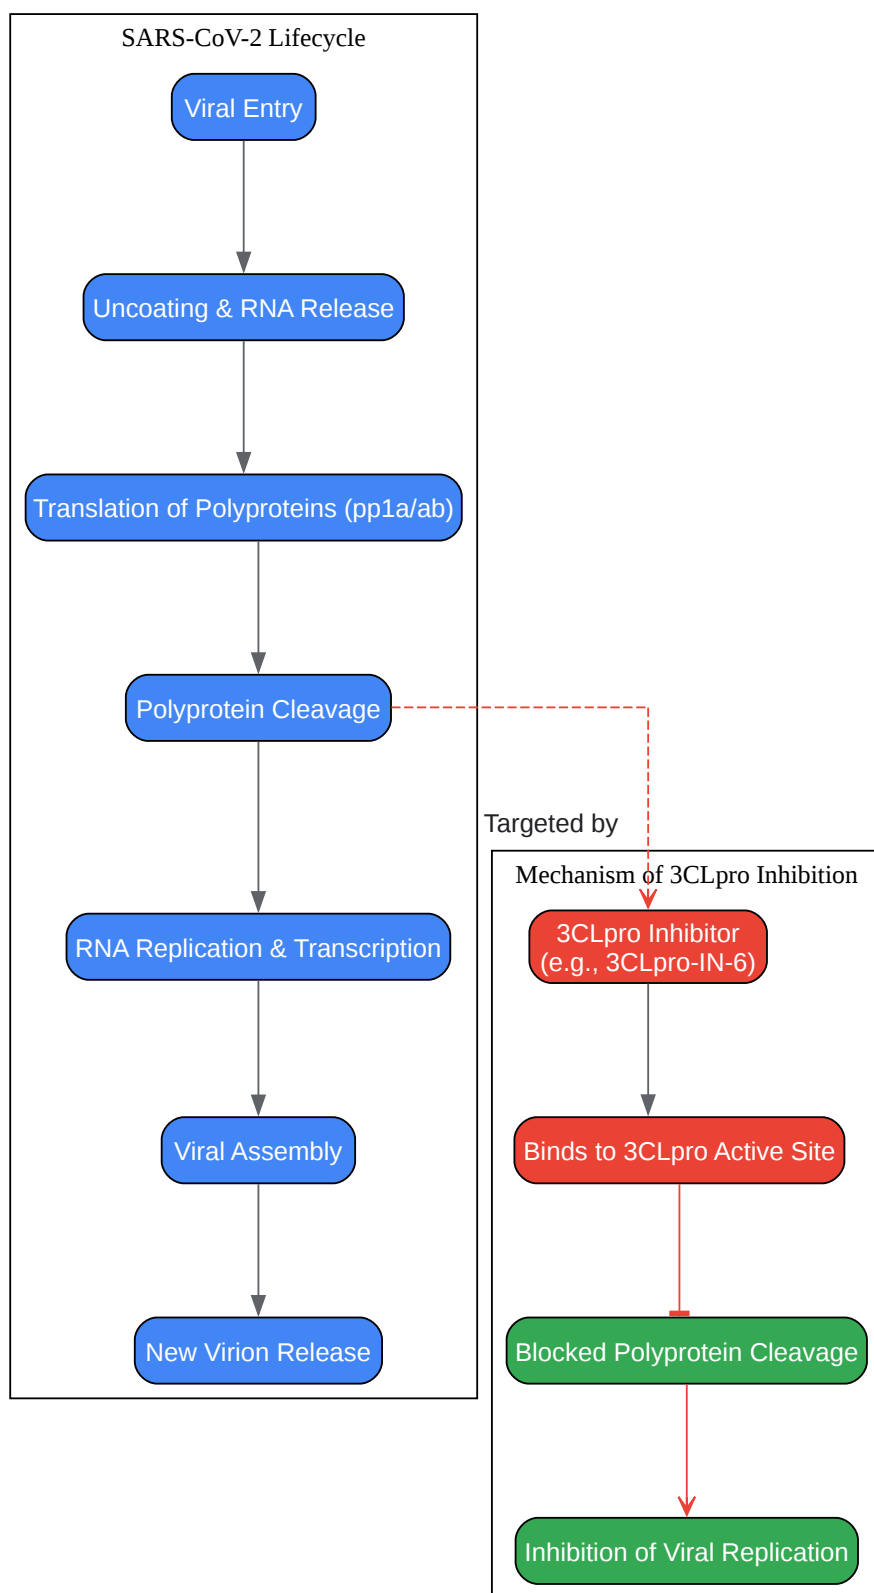 SARS-CoV-2 Lifecycle
Viral Entry
Uncoating & RNA Release
Translation of Polyproteins (pp1a/ab)
Polyprotein Cleavage
RNA Replication & Transcription
Viral Assembly
New Virion Release
Targeted by
Mechanism of 3CLpro Inhibition
3CLpro Inhibitor
(e.g., 3CLpro-IN-6)
Binds to 3CLpro Active Site
Blocked Polyprotein Cleavage
Inhibition of Viral Replication